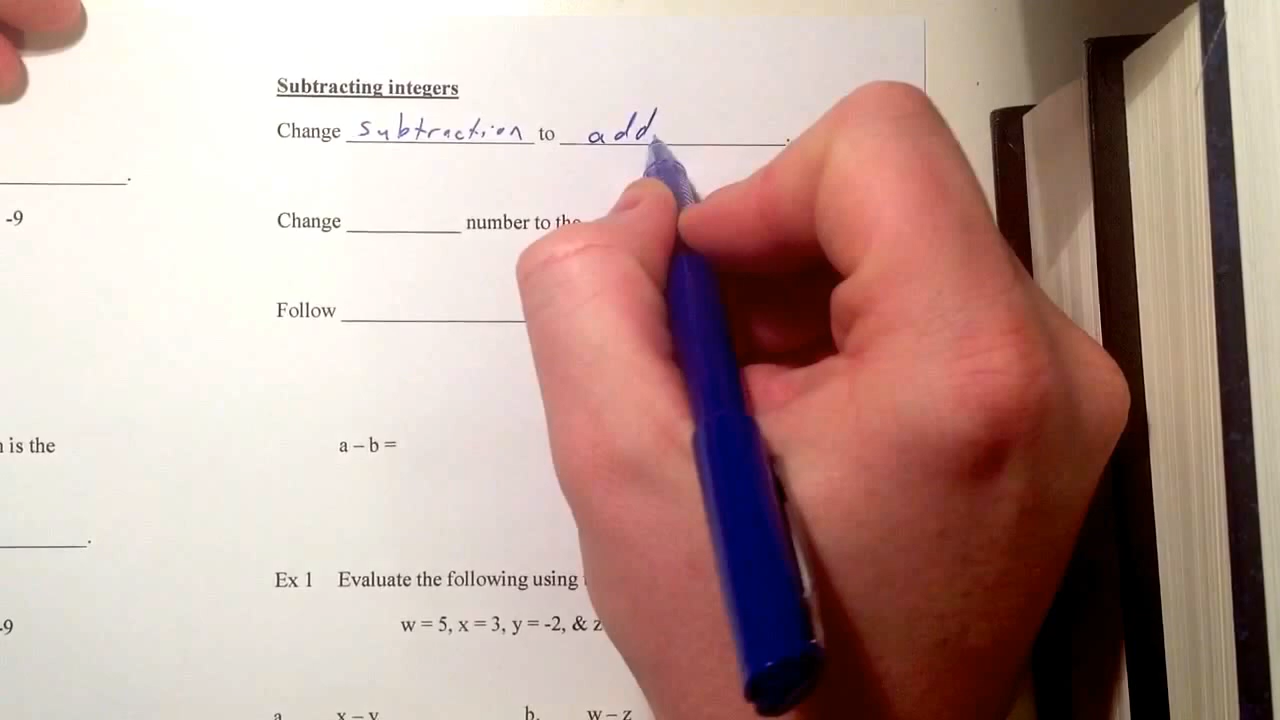 Subtracting integers
Change subtraction to add
.
-9
Change ________ number to the
Follow
is the
a – b =
.
Ex 1 Evaluate the following using
-9
w = 5, x = 3, y = -2, & z
a x – y b. w – z